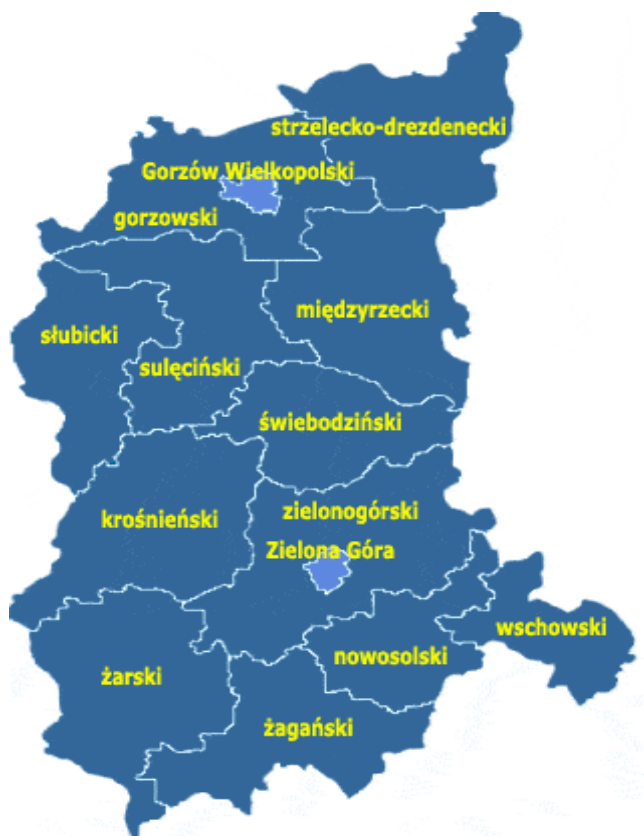 strzelecko-drezdenecki
Gorzów Wielkopolski
gorzowski
międzyrzecki
słubicki
sulęciński
świebodziński
zielonogórski
krośnieński
Zielona Góra
wschowski
nowosolski
żarski
żagański